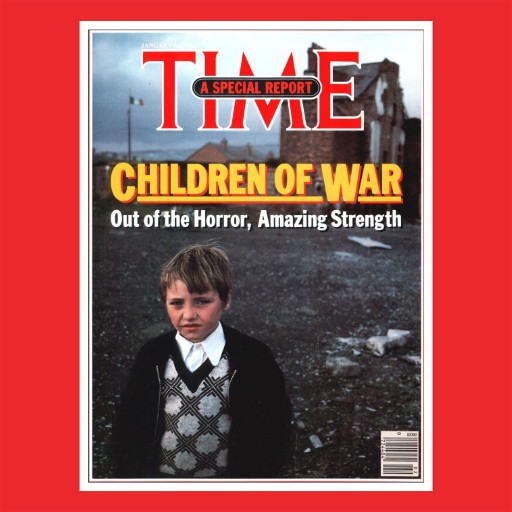 TIME
A SPECIAL REPORT
CHILDREN OF WAR
Out of the Horror, Amazing Strength